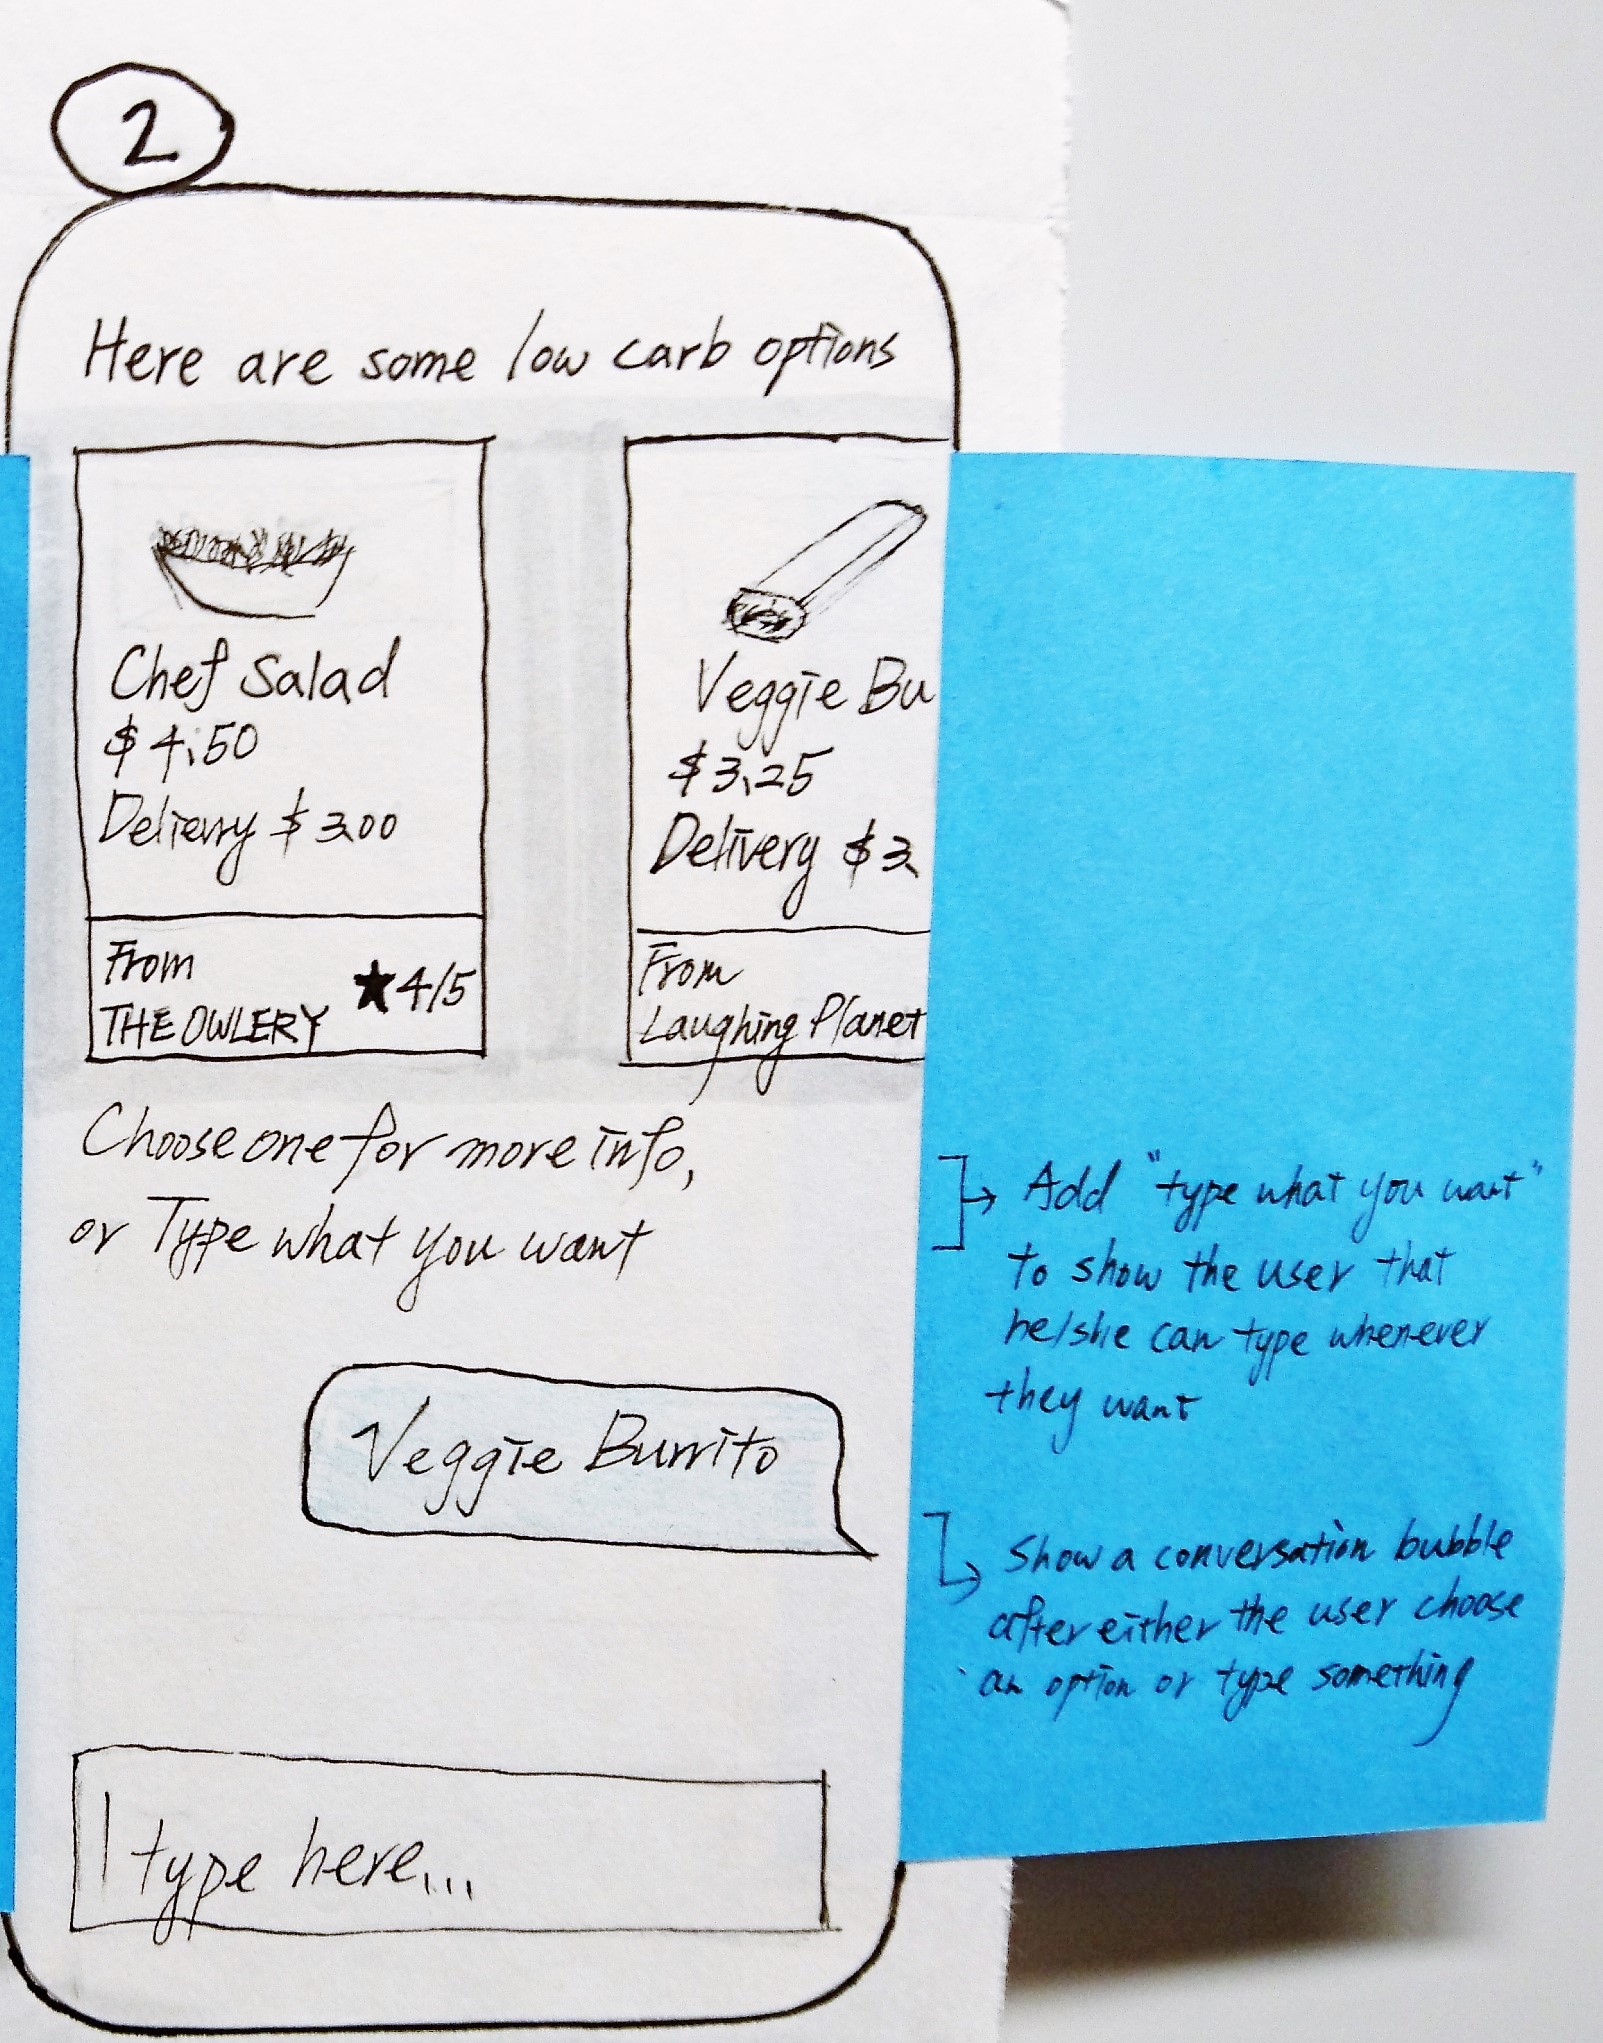 2
Here are some low carb options
Chef Salad
$4.50
Delievry $3.00
From
THE OWLERY ★4/5
Veggie Bu
$3.25
Delivery $3.
From
Laughing Planet
Choose one for more info,
or Type what you want
Veggie Burrito
type here...
Add "type what you want"
to show the user that
he/she can type whenever
they want
Show a conversation bubble
after either the user choose
an option or type something